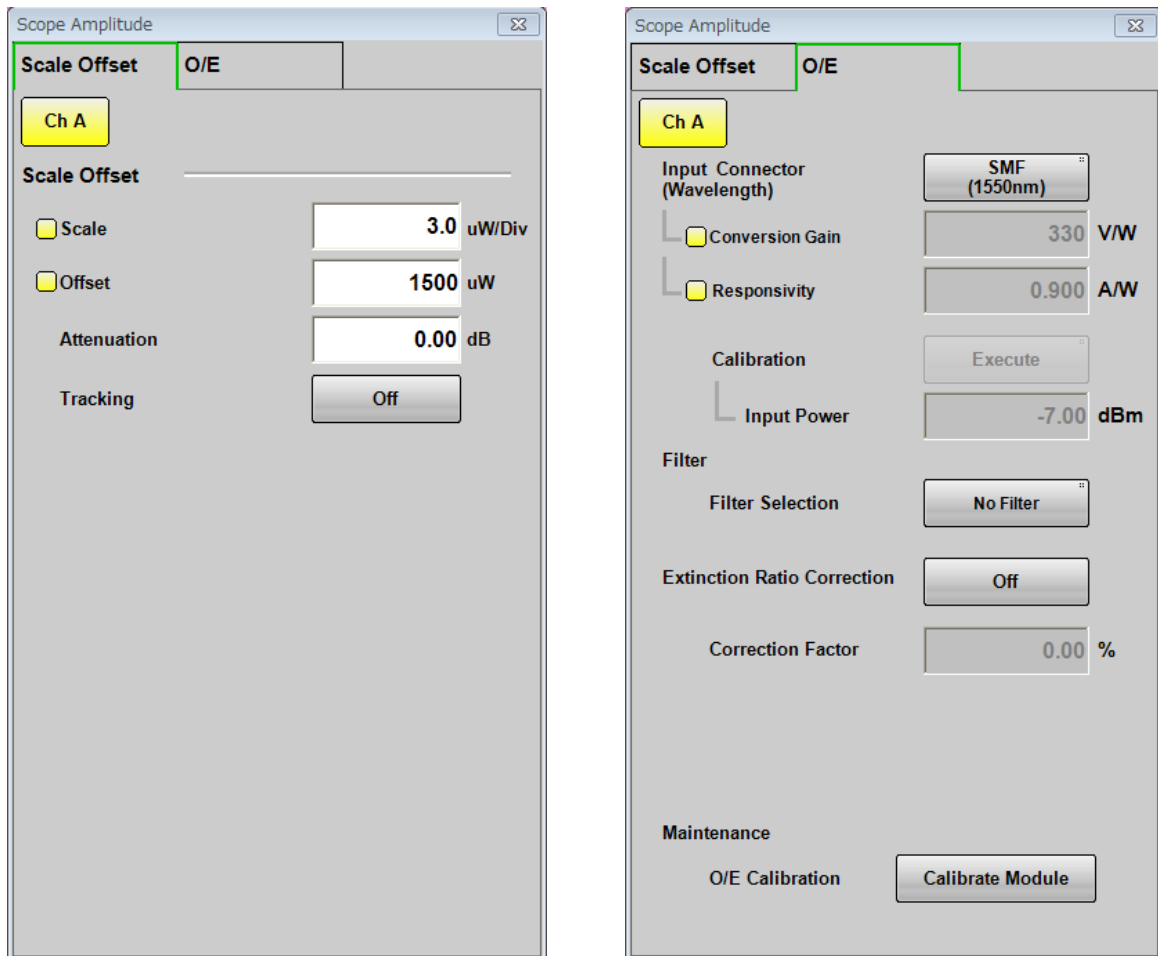 Scope Amplitude
Scale Offset O/E
Ch A
Scale Offset
Scale 3.0 uW/Div
Offset 1500 uW
Attenuation 0.00 dB
Tracking Off
Scope Amplitude
Scale Offset O/E
Ch A
Input Connector
(Wavelength)
SMF
(1550nm)
Conversion Gain 330 V/W
Responsivity 0.900 A/W
Calibration Execute
Input Power -7.00 dBm
Filter
Filter Selection No Filter
Extinction Ratio Correction Off
Correction Factor 0.00 %
Maintenance
O/E Calibration Calibrate Module